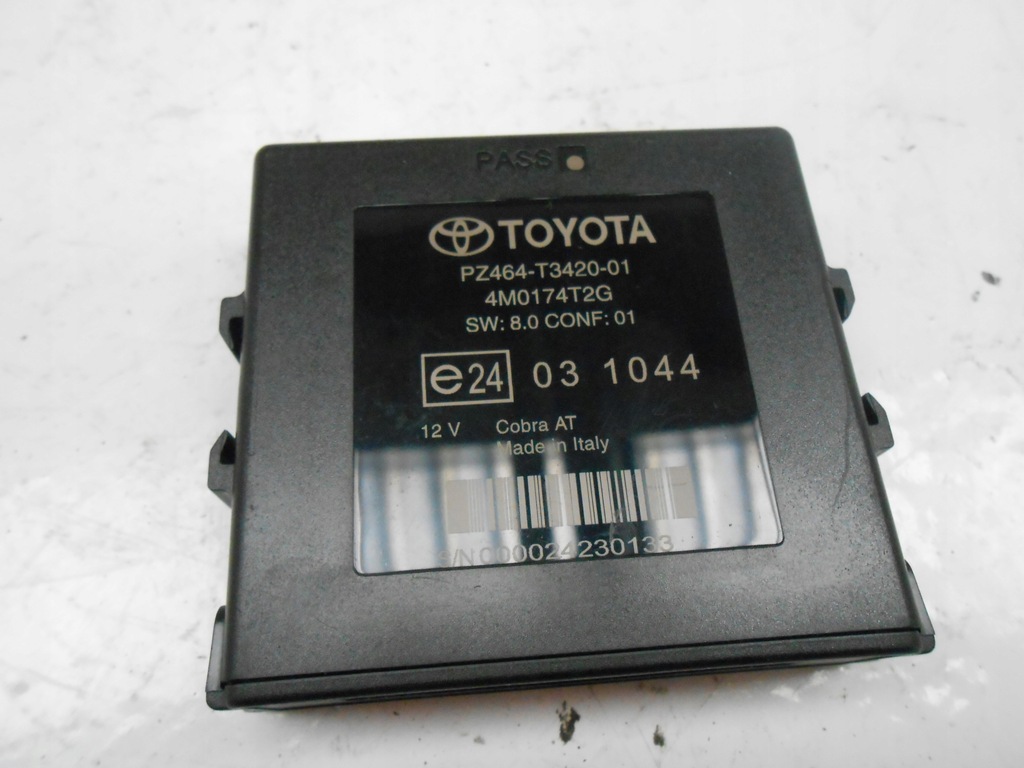 PASS
TOYOTA
PZ464-T3420-01
4M0174T2G
SW: 8.0 CONF: 01
e24 03 1044
12 V Cobra AT
Made in Italy
S/N 000024230133